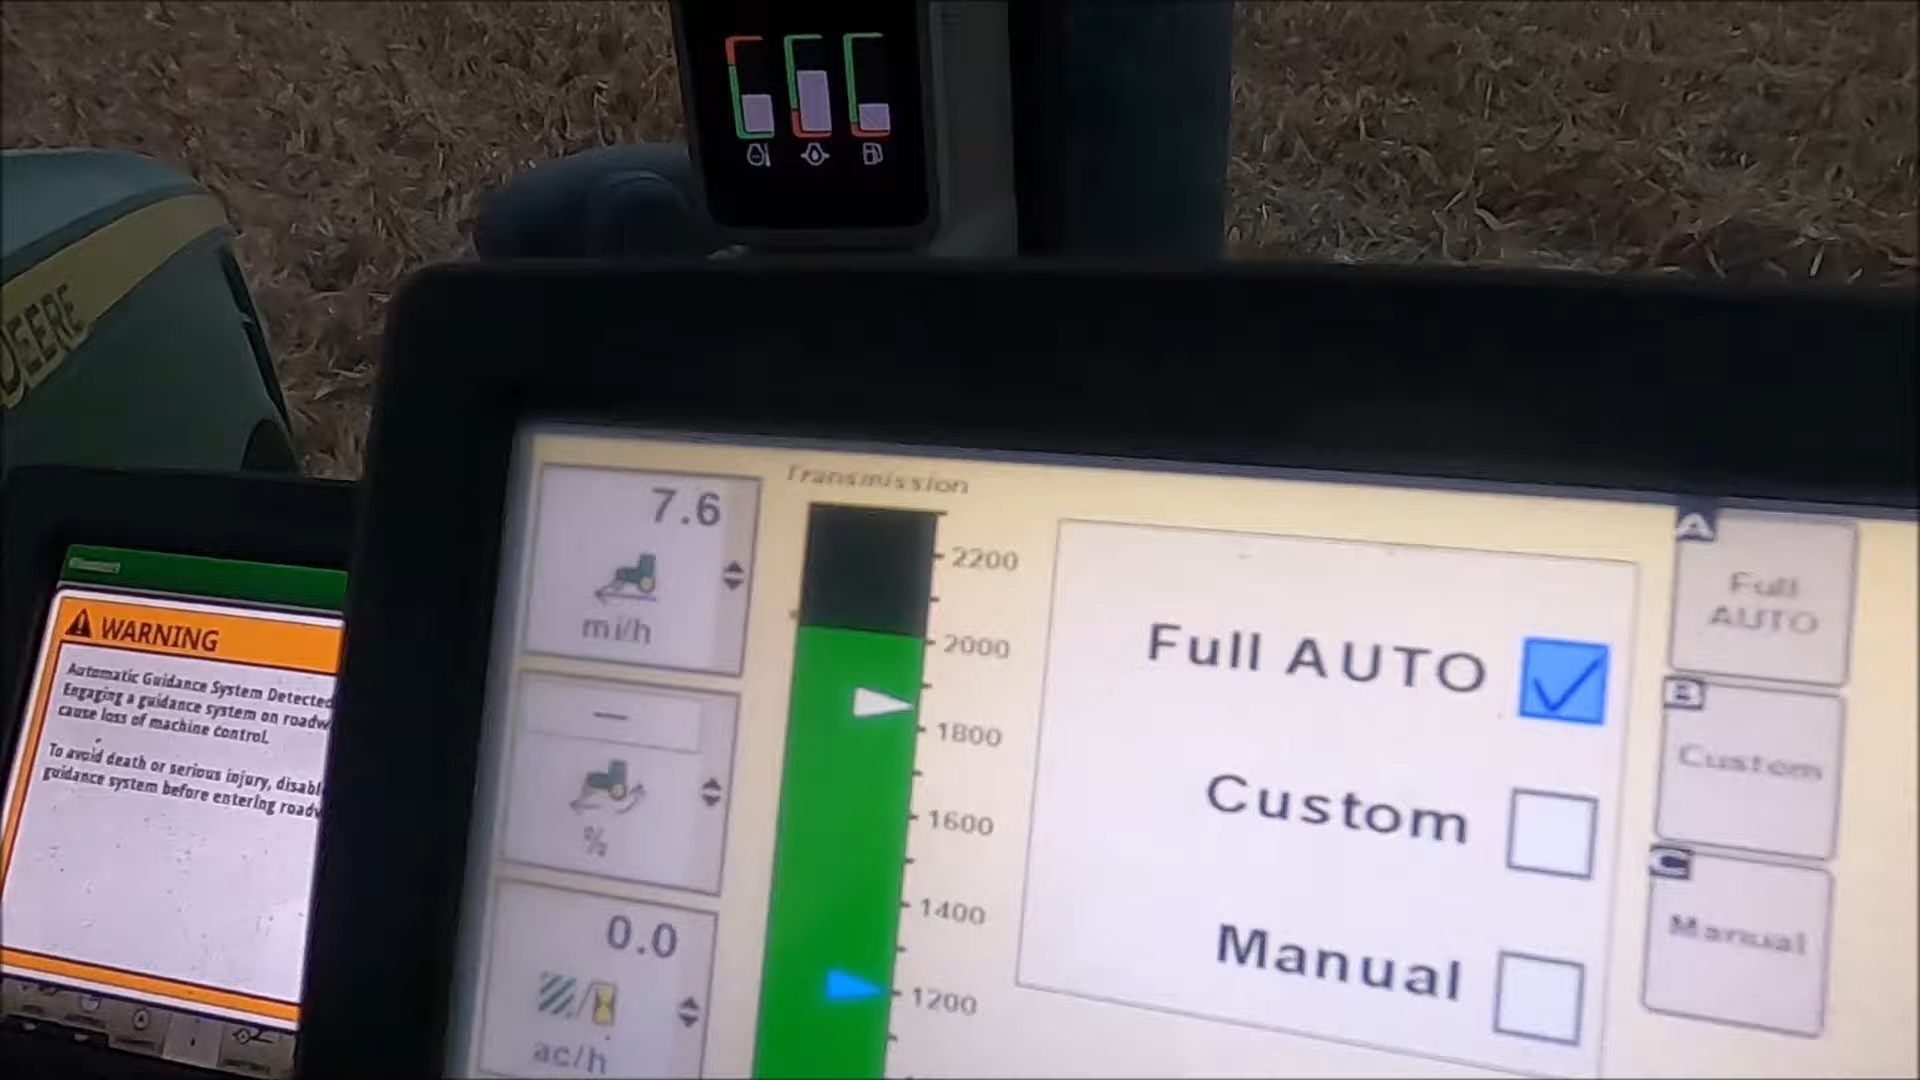 DEERE
WARNING
Automatic Guidance System Detected
Engaging a guidance system on roadw
cause loss of machine control.
To avoid death or serious injury, disabl
guidance system before entering roadw
7.6
mi/h
—
%
0.0
ac/h
Transmission
2200
2000
1800
1600
1400
1200
Full AUTO
Custom
Manual
A
Full
AUTO
B
Custom
C
Manual